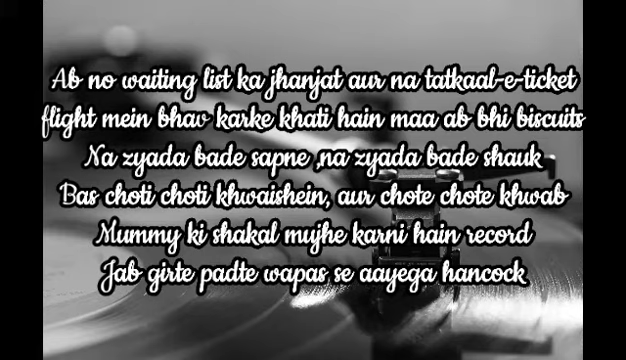 Ab no waiting list ka jhanjat aur na tatkaal-e-ticket
flight mein bhav karke khati hain maa ab bhi biscuits
Na zyada bade sapne ,na zyada bade shauk
Bas choti choti khwaishein, aur chote chote khwab
Mummy ki shakal mujhe karni hain record
Jab girte padte wapas se aayega hancock